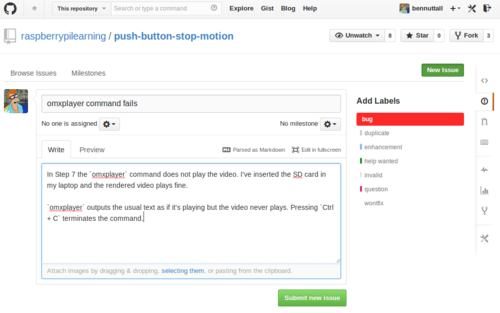 This repository
Search or type a command
Explore Gist Blog Help
bennuttall
raspberrypilearning / push-button-stop-motion
Unwatch 8
Star 0
Fork 3
Browse Issues Milestones
New Issue
omxplayer command fails
No one is assigned
No milestone
Write Preview
Parsed as Markdown Edit in fullscreen
In Step 7 the `omxplayer` command does not play the video. I've inserted the SD card in
my laptop and the rendered video plays fine.
`omxplayer` outputs the usual text as if it's playing but the video never plays. Pressing `Ctrl
+ C` terminates the command.
Attach images by dragging & dropping, selecting them, or pasting from the clipboard.
Submit new issue
Add Labels
bug
duplicate
enhancement
help wanted
invalid
question
wontfix